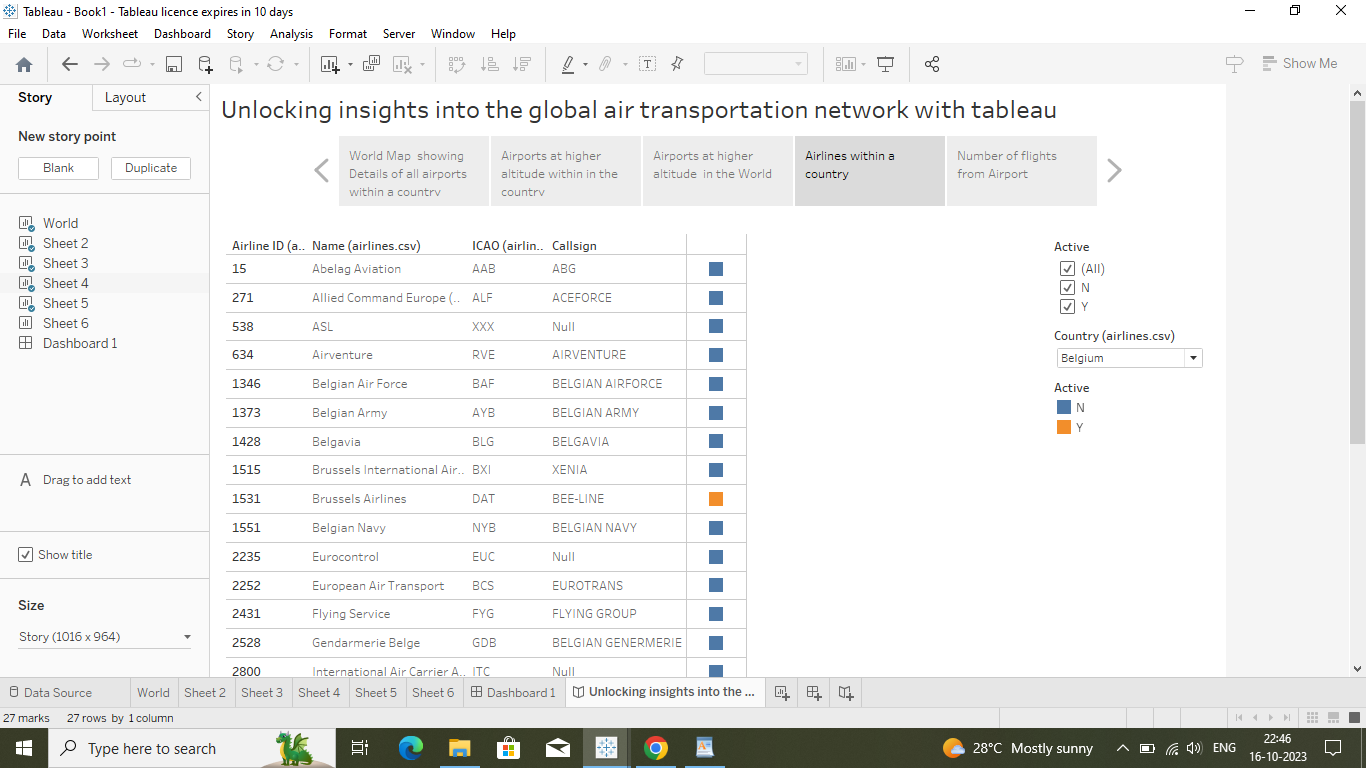 Tableau - Book1 - Tableau licence expires in 10 days
File Data Worksheet Dashboard Story Analysis Format Server Window Help
Show Me
Story Layout
New story point
Blank Duplicate
World
Sheet 2
Sheet 3
Sheet 4
Sheet 5
Sheet 6
Dashboard 1
A Drag to add text
Show title
Size
Story (1016 x 964)
Unlocking insights into the global air transportation network with tableau
World Map showing
Details of all airports
within a country
Airports at higher
altitude within in the
country
Airports at higher
altitude in the World
Airlines within a
country
Number of flights
from Airport
Airline ID (a.. Name (airlines.csv) ICAO (airlin.. Callsign
15 Abelag Aviation AAB ABG
271 Allied Command Europe (.. ALF ACEFORCE
538 ASL XXX Null
634 Airventure RVE AIRVENTURE
1346 Belgian Air Force BAF BELGIAN AIRFORCE
1373 Belgian Army AYB BELGIAN ARMY
1428 Belgavia BLG BELGAVIA
1515 Brussels International Air.. BXI XENIA
1531 Brussels Airlines DAT BEE-LINE
1551 Belgian Navy NYB BELGIAN NAVY
2235 Eurocontrol EUC Null
2252 European Air Transport BCS EUROTRANS
2431 Flying Service FYG FLYING GROUP
2528 Gendarmerie Belge GDB BELGIAN GENERMERIE
2800 International Air Carrier A.. ITC Null
Active
(All)
N
Y
Country (airlines.csv)
Belgium
Active
N
Y
Data Source World Sheet 2 Sheet 3 Sheet 4 Sheet 5 Sheet 6 Dashboard 1 Unlocking insights into the ...
27 marks 27 rows by 1 column
Type here to search
28°C Mostly sunny
ENG
22:46
16-10-2023